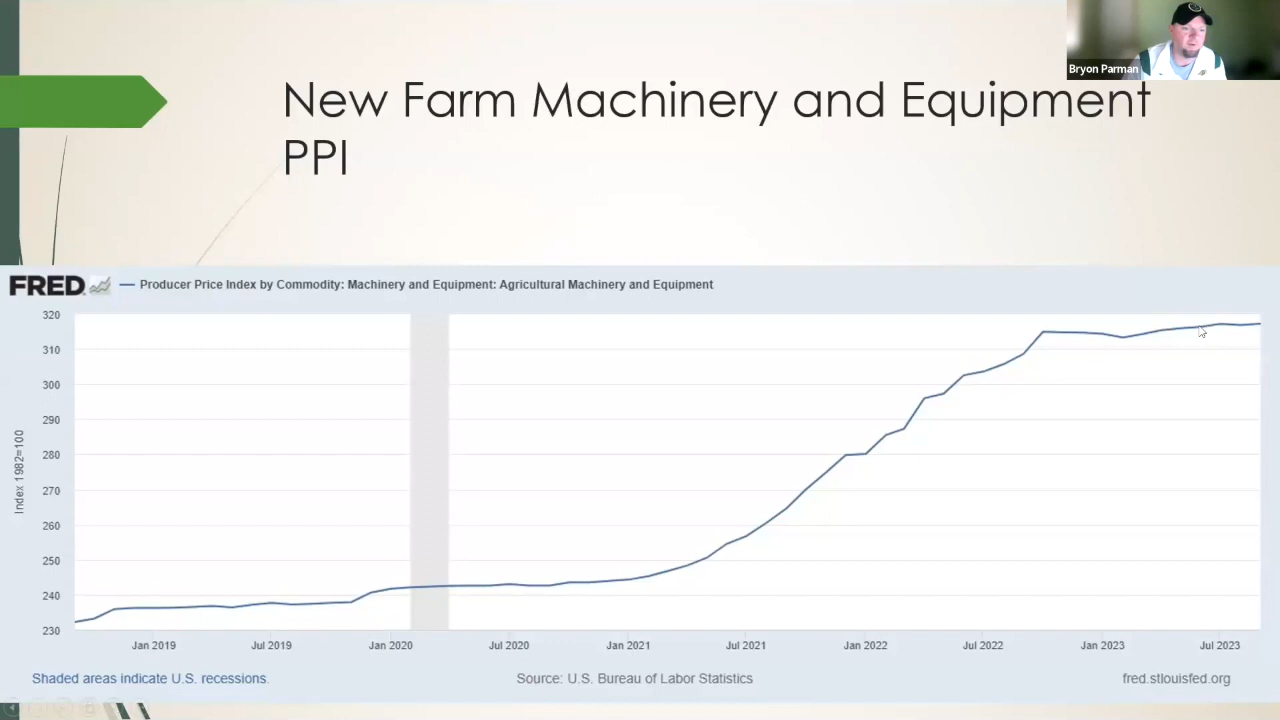 Bryon Parman
New Farm Machinery and Equipment
PPI
FRED
Producer Price Index by Commodity: Machinery and Equipment: Agricultural Machinery and Equipment
320
310
300
290
280
270
260
250
240
230
Index 1982=100
Jan 2019 Jul 2019 Jan 2020 Jul 2020 Jan 2021 Jul 2021 Jan 2022 Jul 2022 Jan 2023 Jul 2023
Shaded areas indicate U.S. recessions. Source: U.S. Bureau of Labor Statistics fred.stlouisfed.org